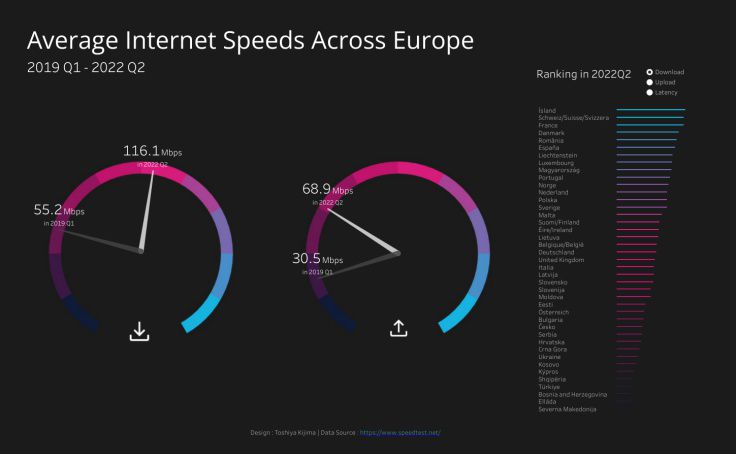 Average Internet Speeds Across Europe
2019 Q1 - 2022 Q2
116.1 Mbps
in 2022 Q2
55.2 Mbps
in 2019 Q1
68.9 Mbps
in 2022 Q2
30.5 Mbps
in 2019 Q1
Ranking in 2022Q2
Download
Upload
Latency
Ísland
Schweiz/Suisse/Svizzera
France
Danmark
România
España
Liechtenstein
Luxembourg
Magyarország
Portugal
Norge
Nederland
Polska
Sverige
Malta
Suomi/Finland
Éire/Ireland
Lietuva
Belgique/België
Deutschland
United Kingdom
Italia
Latvija
Slovensko
Slovenija
Moldova
Eesti
Österreich
Bulgaria
Česko
Serbia
Hrvatska
Crna Gora
Ukraine
Kosovo
Kýpros
Shqipëria
Türkiye
Bosnia and Herzegovina
Elláda
Severna Makedonija
Design : Toshiya Kijima | Data Source : https://www.speedtest.net/